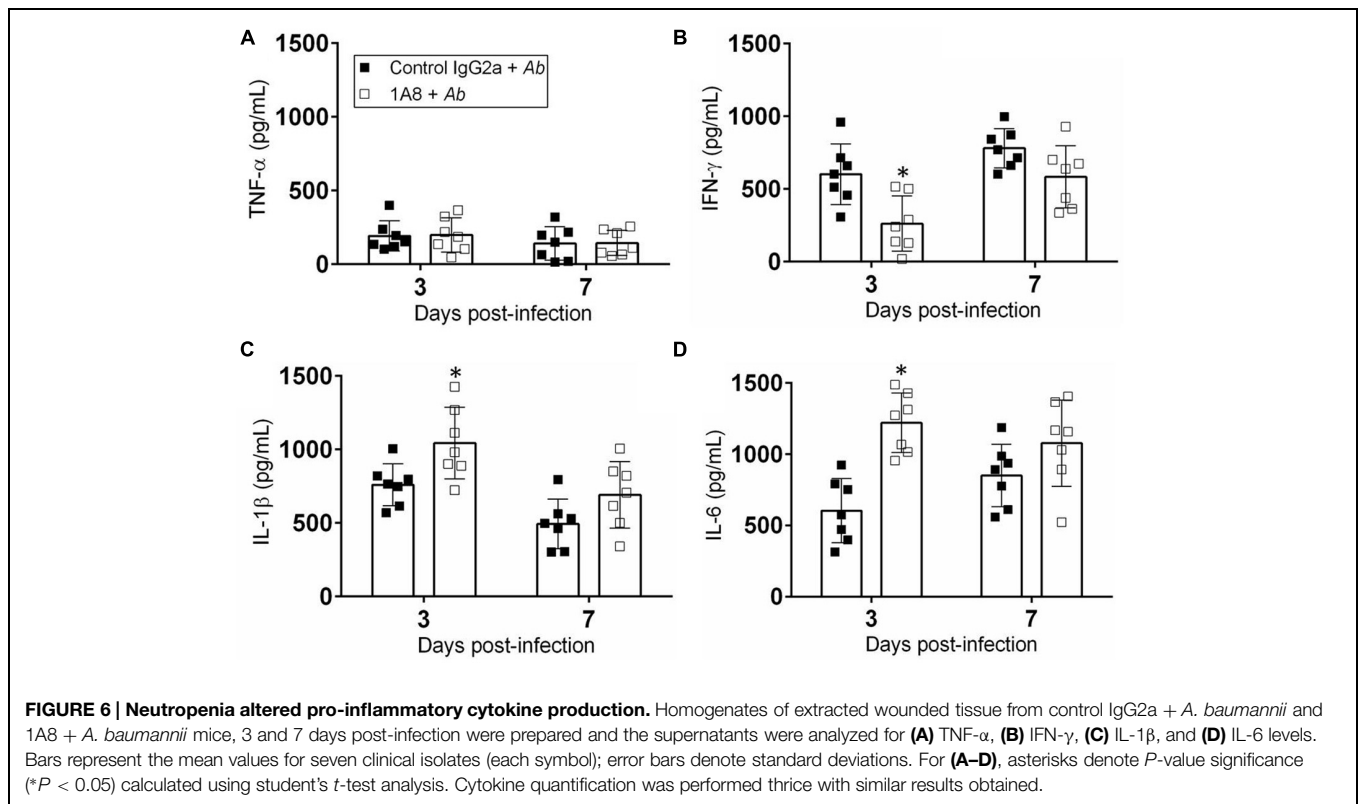 A
1500
1000
500
0
TNF-α (pg/mL)
Control IgG2a + Ab
1A8 + Ab
3
7
Days post-infection
B
1500
1000
500
0
IFN-γ (pg/mL)
*
3
7
Days post-infection
C
1500
1000
500
0
IL-1β (pg/mL)
*
3
7
Days post-infection
D
1500
1000
500
0
IL-6 (pg/mL)
*
3
7
Days post-infection
FIGURE 6 | Neutropenia altered pro-inflammatory cytokine production. Homogenates of extracted wounded tissue from control IgG2a + A. baumannii and
1A8 + A. baumannii mice, 3 and 7 days post-infection were prepared and the supernatants were analyzed for (A) TNF-α, (B) IFN-γ, (C) IL-1β, and (D) IL-6 levels.
Bars represent the mean values for seven clinical isolates (each symbol); error bars denote standard deviations. For (A–D), asterisks denote P-value significance
(*P < 0.05) calculated using student's t-test analysis. Cytokine quantification was performed thrice with similar results obtained.